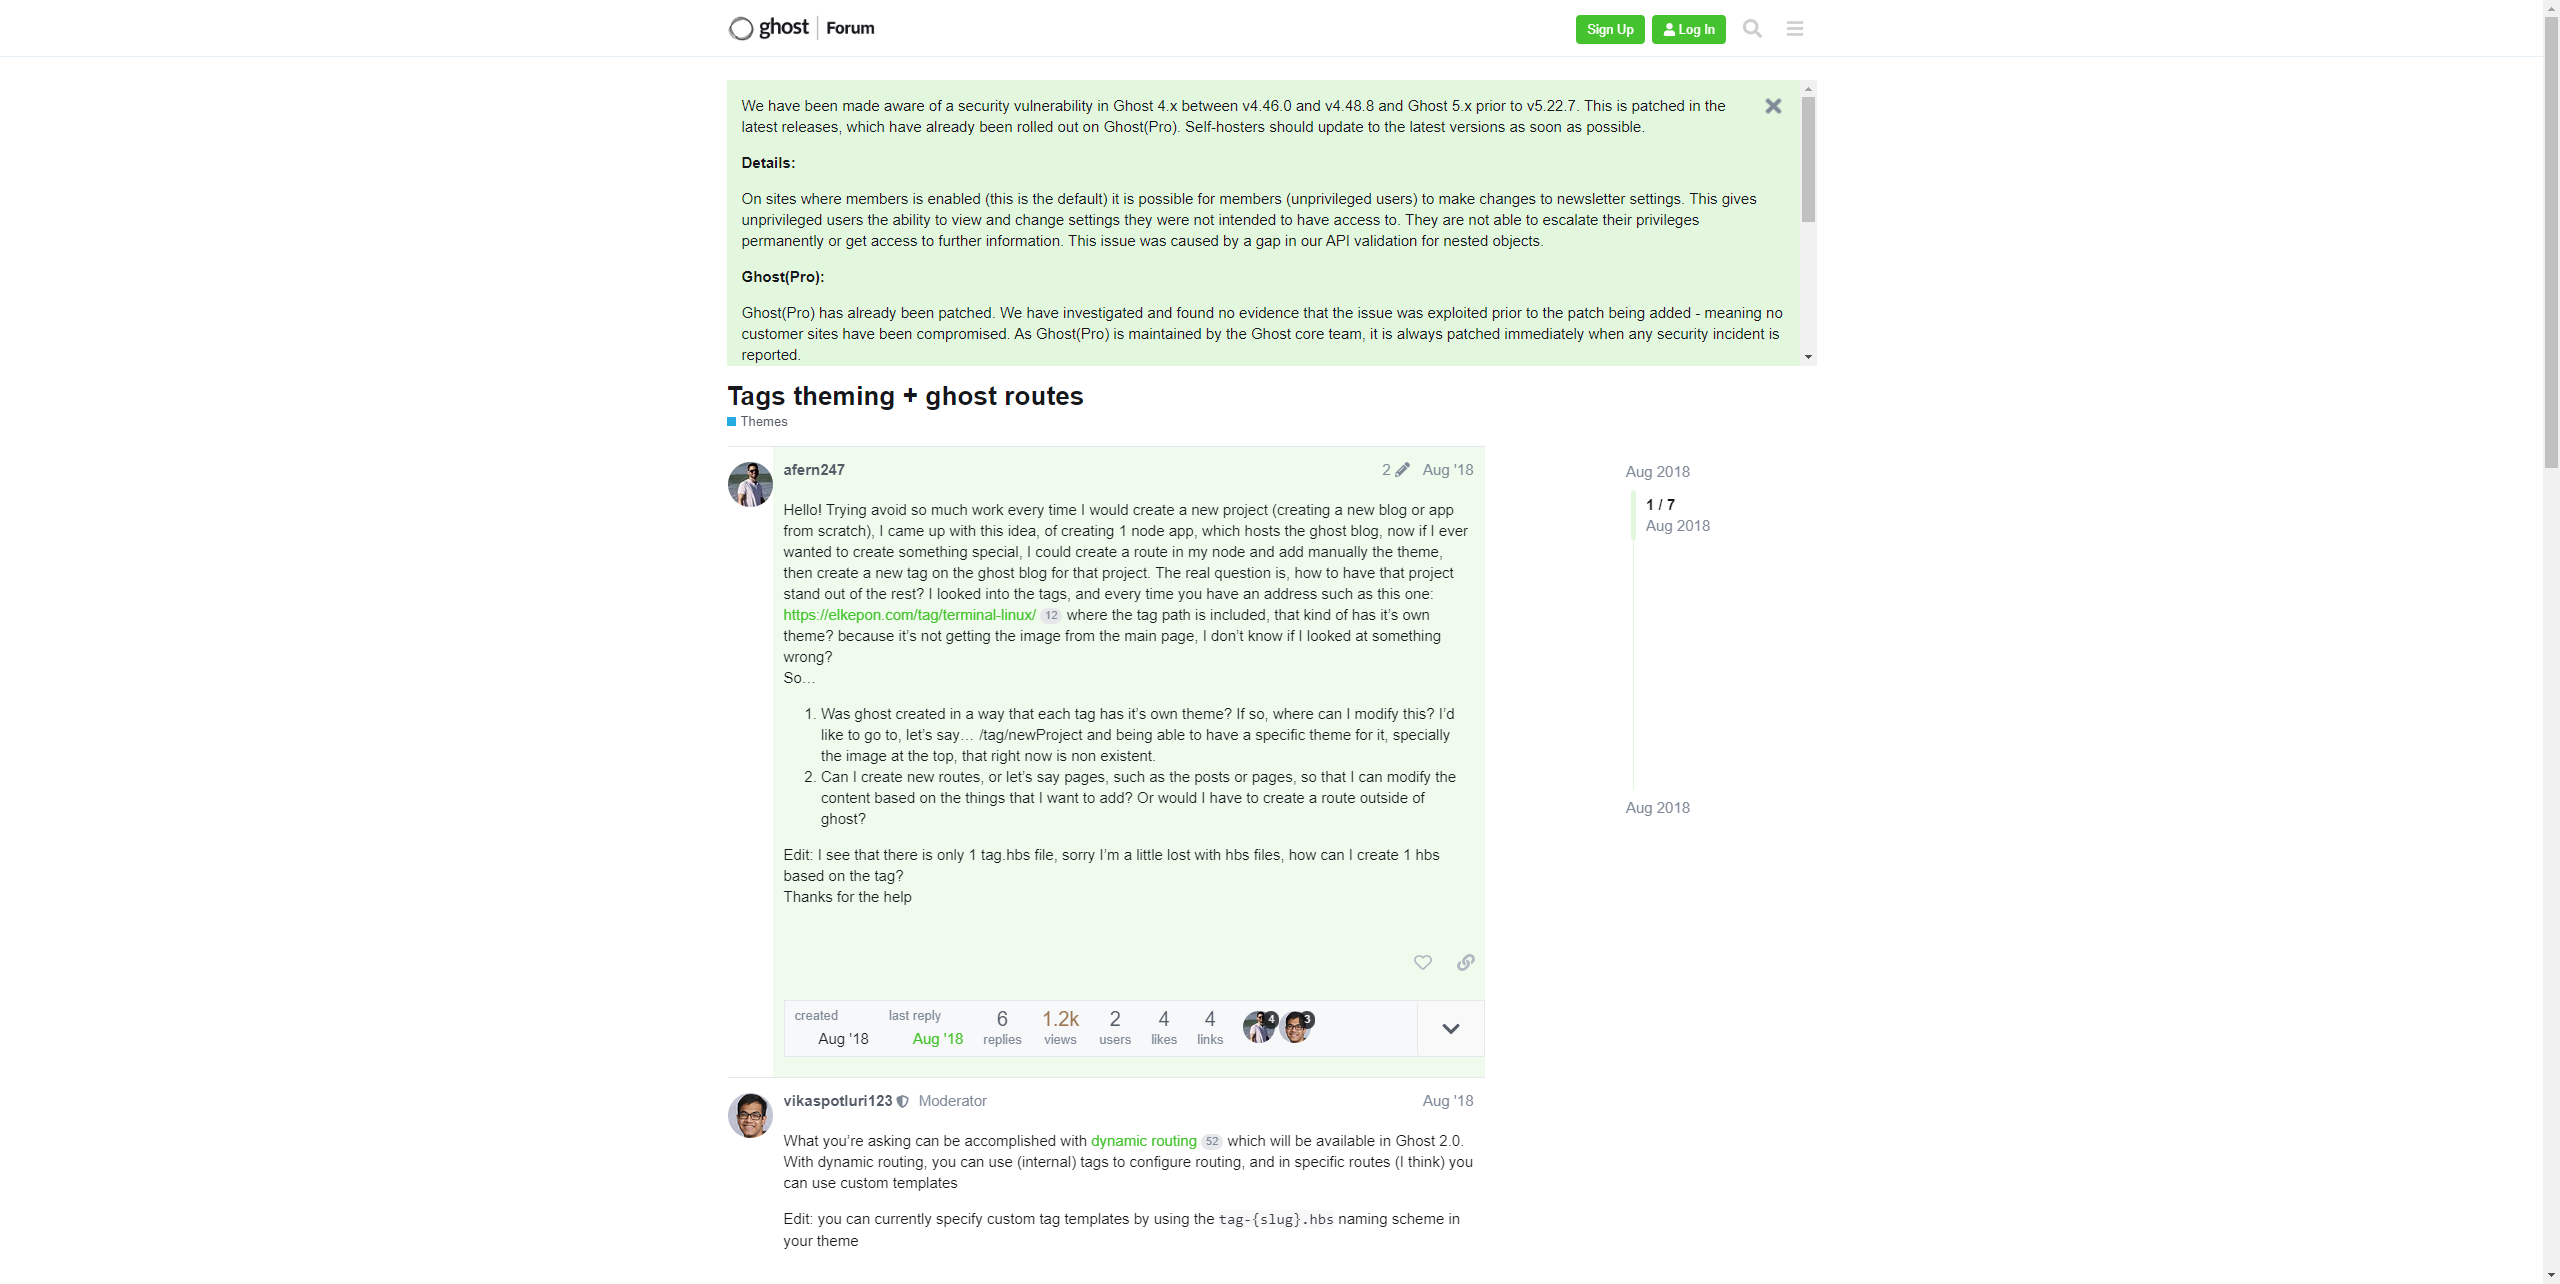 ghost Forum
Sign Up
Log In
We have been made aware of a security vulnerability in Ghost 4.x between v4.46.0 and v4.48.8 and Ghost 5.x prior to v5.22.7. This is patched in the
latest releases, which have already been rolled out on Ghost(Pro). Self-hosters should update to the latest versions as soon as possible.
Details:
On sites where members is enabled (this is the default) it is possible for members (unprivileged users) to make changes to newsletter settings. This gives
unprivileged users the ability to view and change settings they were not intended to have access to. They are not able to escalate their privileges
permanently or get access to further information. This issue was caused by a gap in our API validation for nested objects.
Ghost(Pro):
Ghost(Pro) has already been patched. We have investigated and found no evidence that the issue was exploited prior to the patch being added - meaning no
customer sites have been compromised. As Ghost(Pro) is maintained by the Ghost core team, it is always patched immediately when any security incident is
reported.
Tags theming + ghost routes
Themes
afern247
2
Aug '18
Hello! Trying avoid so much work every time I would create a new project (creating a new blog or app
from scratch), I came up with this idea, of creating 1 node app, which hosts the ghost blog, now if I ever
wanted to create something special, I could create a route in my node and add manually the theme,
then create a new tag on the ghost blog for that project. The real question is, how to have that project
stand out of the rest? I looked into the tags, and every time you have an address such as this one:
https://elkepon.com/tag/terminal-linux/ 12 where the tag path is included, that kind of has it’s own
theme? because it’s not getting the image from the main page, I don’t know if I looked at something
wrong?
So…
1. Was ghost created in a way that each tag has it’s own theme? If so, where can I modify this? I’d
like to go to, let’s say… /tag/newProject and being able to have a specific theme for it, specially
the image at the top, that right now is non existent.
2. Can I create new routes, or let’s say pages, such as the posts or pages, so that I can modify the
content based on the things that I want to add? Or would I have to create a route outside of
ghost?
Edit: I see that there is only 1 tag.hbs file, sorry I’m a little lost with hbs files, how can I create 1 hbs
based on the tag?
Thanks for the help
created
Aug '18
last reply
Aug '18
6
replies
1.2k
views
2
users
4
likes
4
links
4
3
Aug 2018
1 / 7
Aug 2018
Aug 2018
vikaspotluri123 Moderator
Aug '18
What you’re asking can be accomplished with dynamic routing 52 which will be available in Ghost 2.0.
With dynamic routing, you can use (internal) tags to configure routing, and in specific routes (I think) you
can use custom templates
Edit: you can currently specify custom tag templates by using the tag-{slug}.hbs naming scheme in
your theme